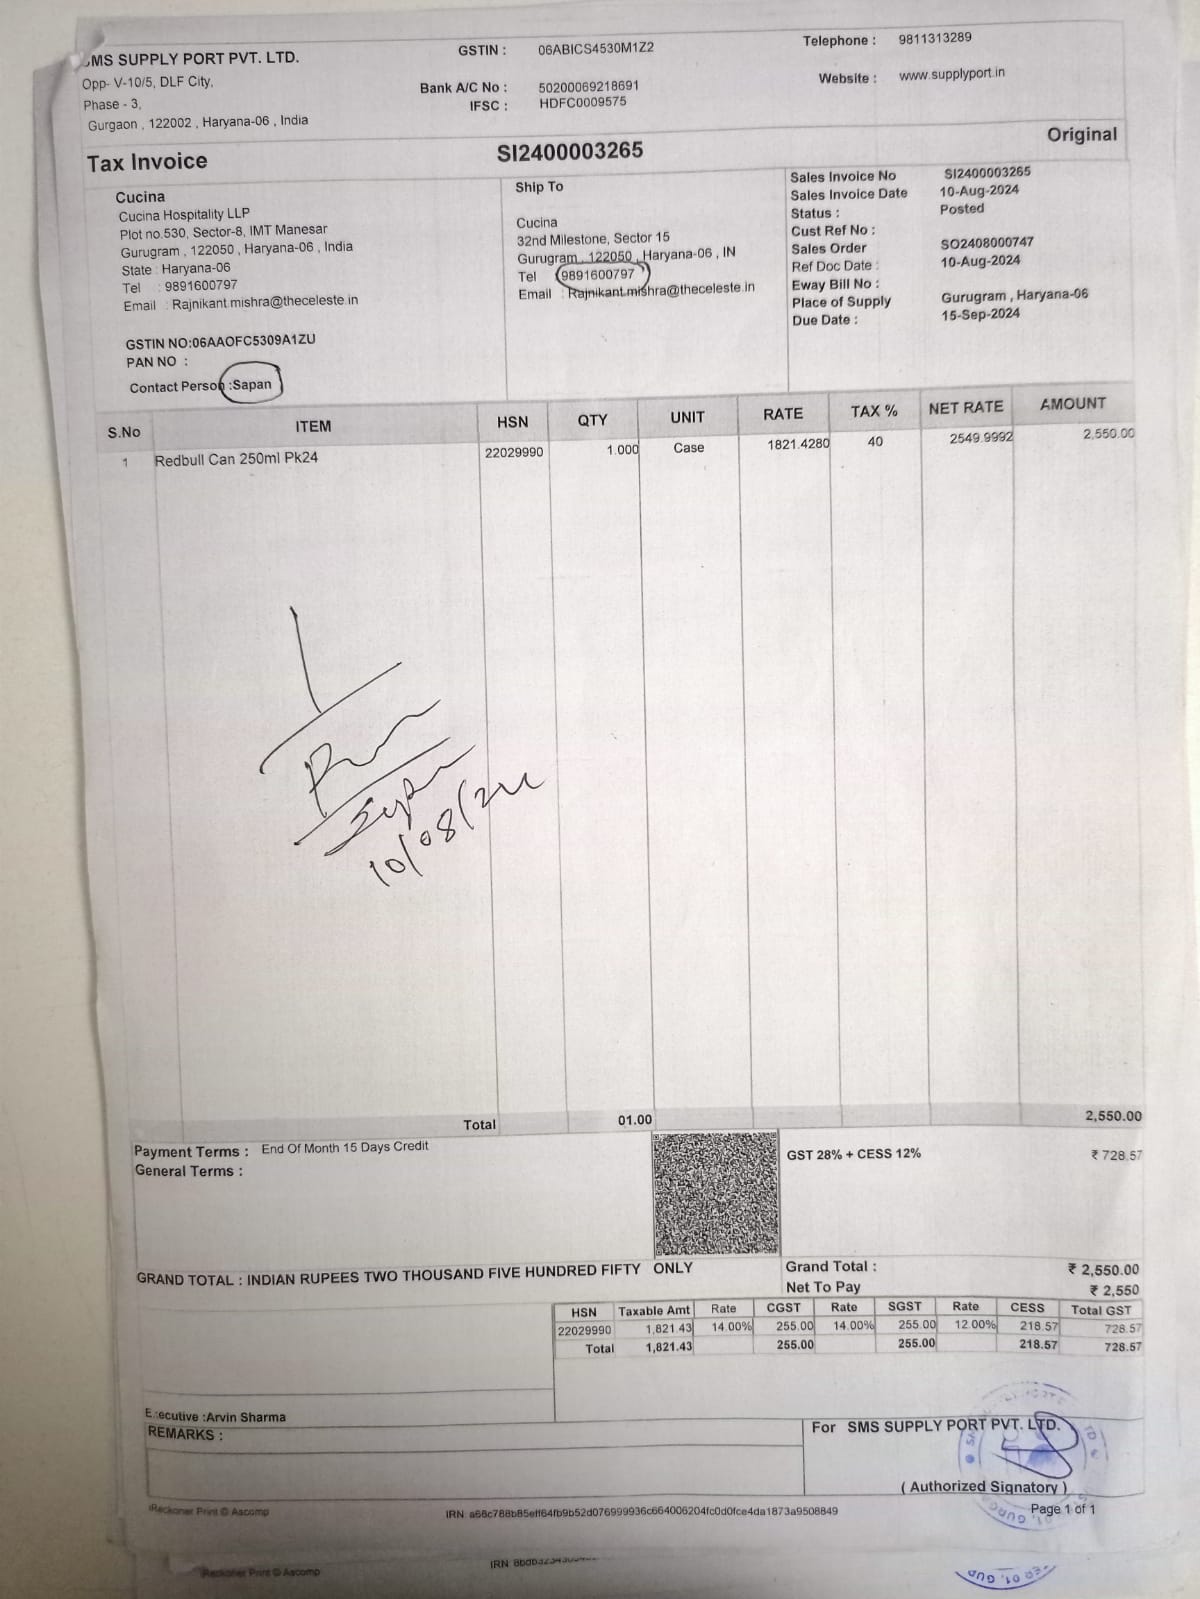 SMS SUPPLY PORT PVT. LTD.
Opp- V-10/5, DLF City,
Phase - 3,
Gurgaon , 122002 , Haryana-06 , India
GSTIN : 06ABICS4530M1Z2
Bank A/C No : 50200069218691
IFSC : HDFC0009575
Telephone : 9811313289
Website : www.supplyport.in
Tax Invoice
SI2400003265
Original
Cucina
Cucina Hospitality LLP
Plot no.530, Sector-8, IMT Manesar
Gurugram , 122050 , Haryana-06 , India
State : Haryana-06
Tel : 9891600797
Email : Rajnikant.mishra@theceleste.in
GSTIN NO:06AAOFC5309A1ZU
PAN NO :
Contact Person :Sapan
Ship To
Cucina
32nd Milestone, Sector 15
Gurugram , 122050 , Haryana-06 , IN
Tel 9891600797
Email : Rajnikant.mishra@theceleste.in
Sales Invoice No SI2400003265
Sales Invoice Date 10-Aug-2024
Status : Posted
Cust Ref No :
Sales Order SO2408000747
Ref Doc Date : 10-Aug-2024
Eway Bill No :
Place of Supply Gurugram , Haryana-06
Due Date : 15-Sep-2024
S.No ITEM HSN QTY UNIT RATE TAX % NET RATE AMOUNT
1 Redbull Can 250ml Pk24 22029990 1.000 Case 1821.4280 40 2549.9992 2,550.00
10/08/24
Total 01.00 2,550.00
Payment Terms : End Of Month 15 Days Credit
General Terms :
GST 28% + CESS 12% ₹ 728.57
GRAND TOTAL : INDIAN RUPEES TWO THOUSAND FIVE HUNDRED FIFTY ONLY
Grand Total : ₹ 2,550.00
Net To Pay ₹ 2,550
HSN Taxable Amt Rate CGST Rate SGST Rate CESS Total GST
22029990 1,821.43 14.00% 255.00 14.00% 255.00 12.00% 218.57 728.57
Total 1,821.43 255.00 255.00 218.57 728.57
Executive :Arvin Sharma
REMARKS :
For SMS SUPPLY PORT PVT. LTD.
( Authorized Signatory )
iReckoner Print © Ascomp
IRN a68c788b85eff64fb9b52d076999936c664006204fc0d0fce4da1873a9508849
Page 1 of 1
iReckoner Print © Ascomp